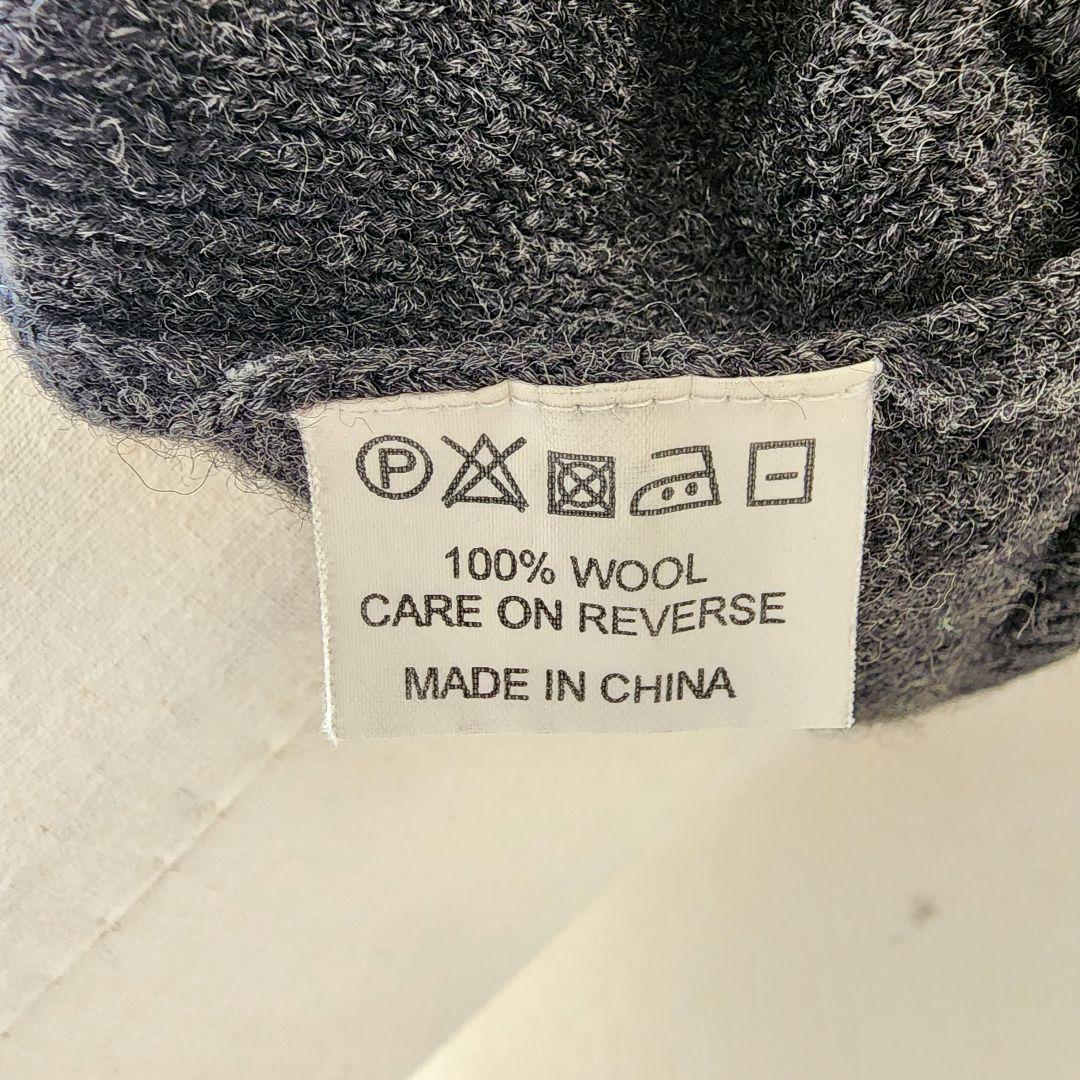 P
100% WOOL
CARE ON REVERSE
MADE IN CHINA